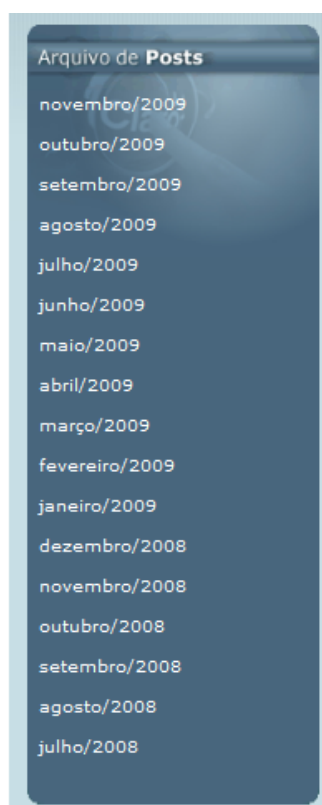 Arquivo de Posts
novembro/2009
outubro/2009
setembro/2009
agosto/2009
julho/2009
junho/2009
maio/2009
abril/2009
março/2009
fevereiro/2009
janeiro/2009
dezembro/2008
novembro/2008
outubro/2008
setembro/2008
agosto/2008
julho/2008